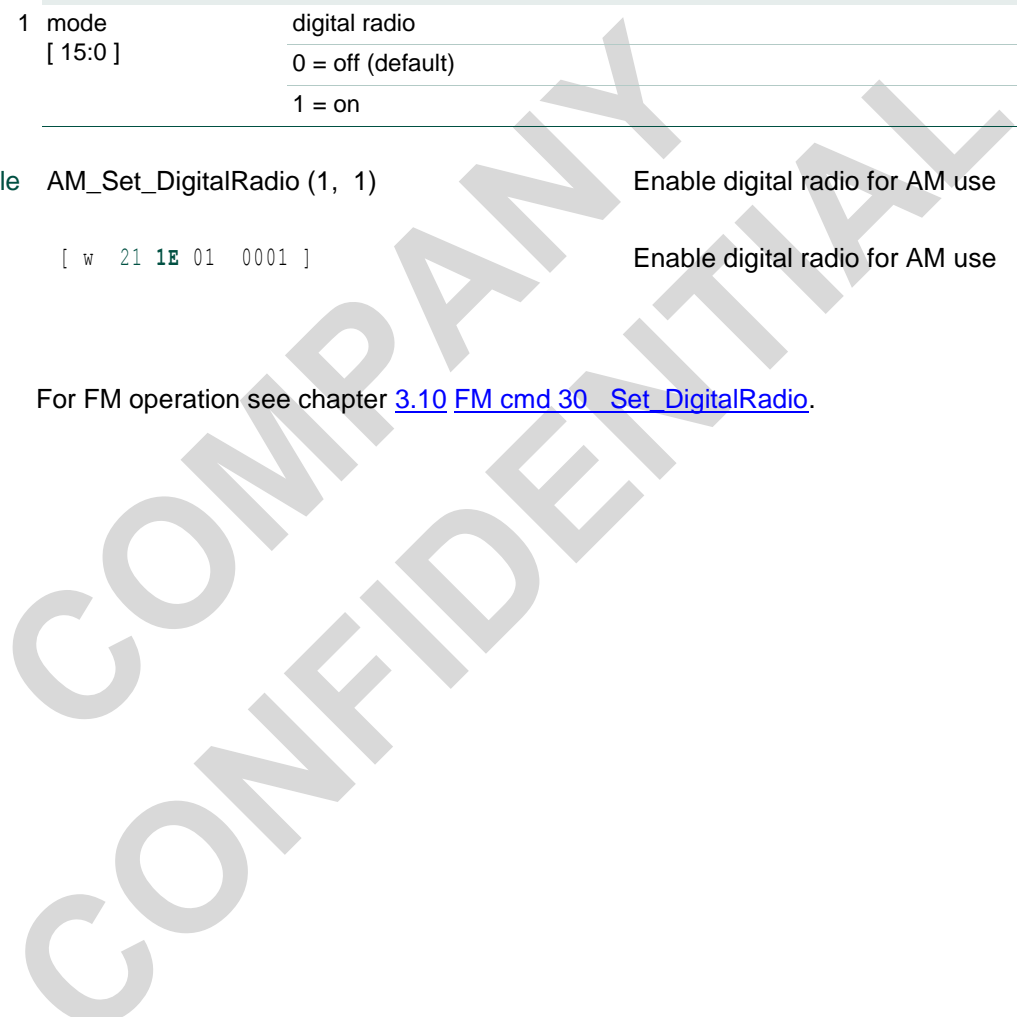 1 mode digital radio
[ 15:0 ] 0 = off (default)
1 = on
le AM_Set_DigitalRadio (1, 1) Enable digital radio for AM use
[ w 21 1E 01 0001 ] Enable digital radio for AM use
For FM operation see chapter 3.10 FM cmd 30 Set_DigitalRadio.
COMPANY
CONFIDENTIAL